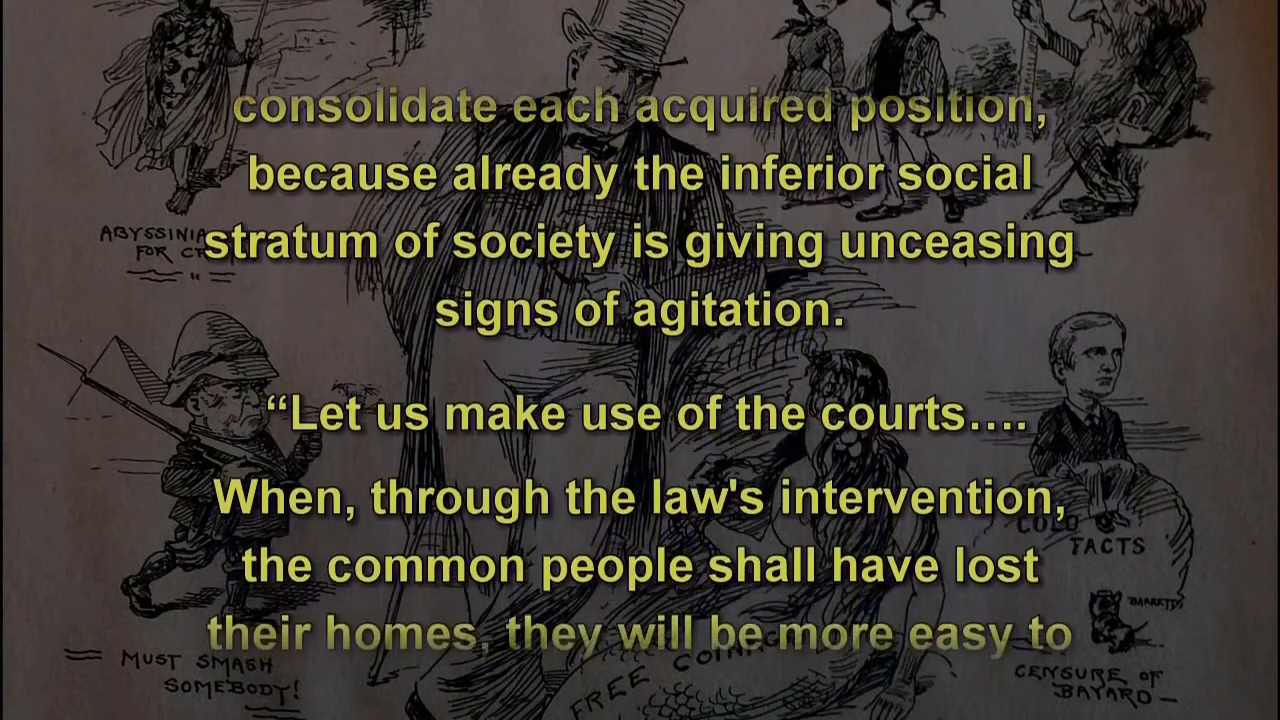 consolidate each acquired position,
because already the inferior social
stratum of society is giving unceasing
signs of agitation.
“Let us make use of the courts….
When, through the law's intervention,
the common people shall have lost
their homes, they will be more easy to
ABYSSINIA
FOR
MUST SMASH
SOMEBODY!
FREE
COLD
FACTS
BARRETT
CENSURE OF
BAYARD